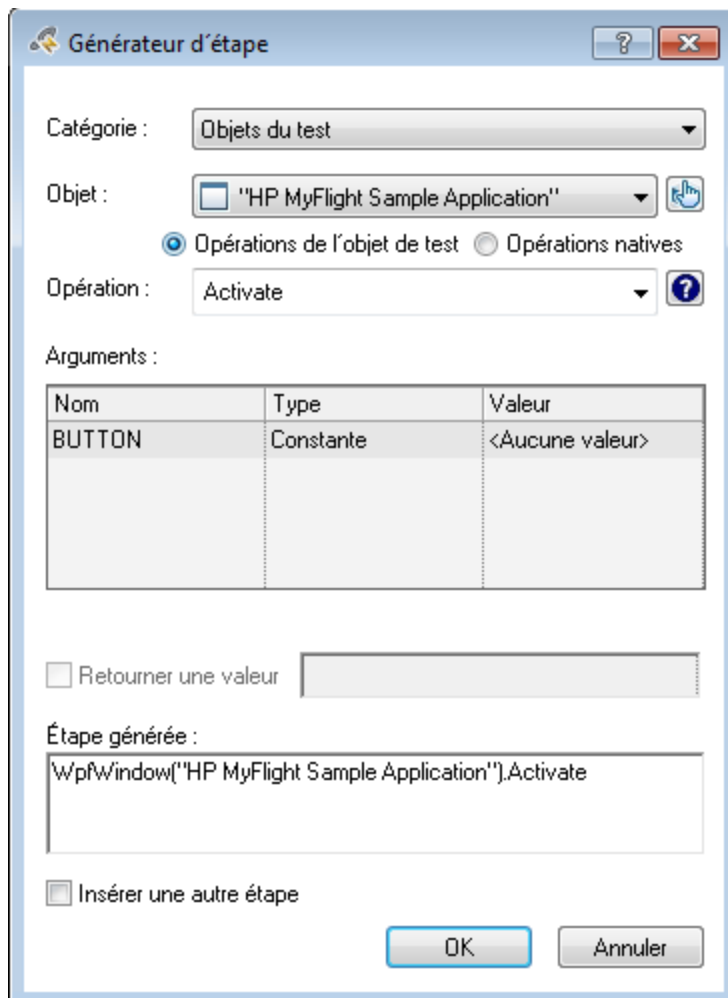 Générateur d´étape
Catégorie : Objets du test
Objet : "HP MyFlight Sample Application"
Opérations de l´objet de test Opérations natives
Opération : Activate
Arguments :
Nom Type Valeur
BUTTON Constante <Aucune valeur>
Retourner une valeur
Étape générée :
WpfWindow("HP MyFlight Sample Application").Activate
Insérer une autre étape
OK Annuler